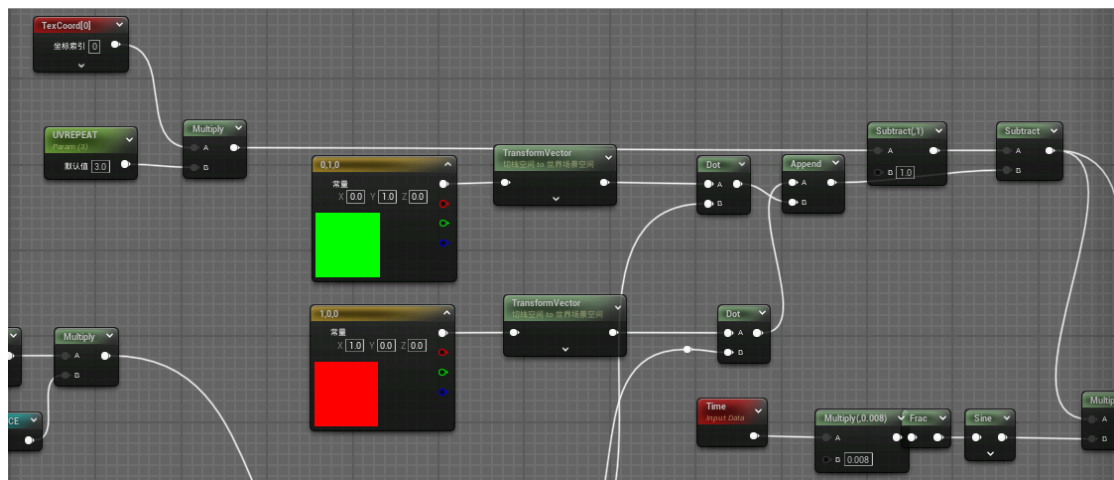 TexCoord[0]
坐标索引 0
UVREPEAT
Param (3)
默认值 3.0
Multiply
A
B
0,1,0
常量
X 0.0 Y 1.0 Z 0.0
TransformVector
切线空间 to 世界场景空间
Dot
A
B
Append
A
B
Subtract(,1)
A
B 1.0
Subtract
A
B
1,0,0
常量
X 1.0 Y 0.0 Z 0.0
TransformVector
切线空间 to 世界场景空间
Dot
A
B
Multiply
A
B
CE
Time
Input Data
Multiply(,0.008)
A
B 0.008
Frac
Sine
Multip
A
B